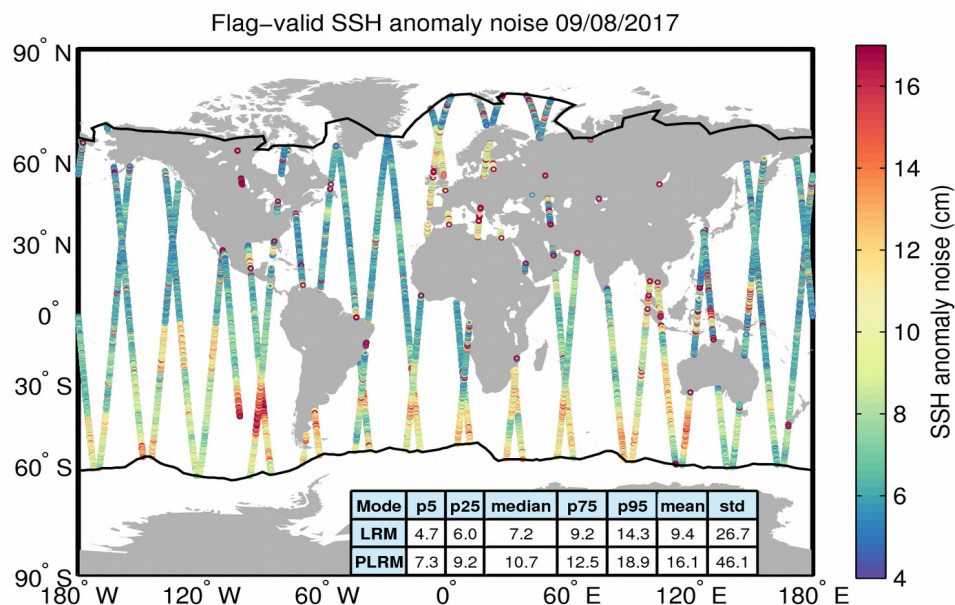 Flag−valid SSH anomaly noise 09/08/2017
90° N
60° N
30° N
0°
30° S
60° S
90° S
180° W
120° W
60° W
0°
60° E
120° E
180° E
Mode p5 p25 median p75 p95 mean std
LRM 4.7 6.0 7.2 9.2 14.3 9.4 26.7
PLRM 7.3 9.2 10.7 12.5 18.9 16.1 46.1
16
14
12
10
8
6
4
SSH anomaly noise (cm)